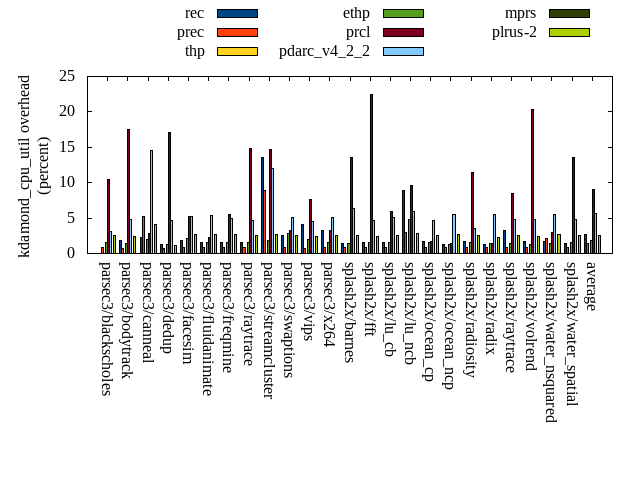 rec ethp mprs
prec prcl plrus-2
thp pdarc_v4_2_2
kdamond_cpu_util overhead
(percent)
25
20
15
10
5
0
parsec3/blackscholes
parsec3/bodytrack
parsec3/canneal
parsec3/dedup
parsec3/facesim
parsec3/fluidanimate
parsec3/freqmine
parsec3/raytrace
parsec3/streamcluster
parsec3/swaptions
parsec3/vips
parsec3/x264
splash2x/barnes
splash2x/fft
splash2x/lu_cb
splash2x/lu_ncb
splash2x/ocean_cp
splash2x/ocean_ncp
splash2x/radiosity
splash2x/radix
splash2x/raytrace
splash2x/volrend
splash2x/water_nsquared
splash2x/water_spatial
average